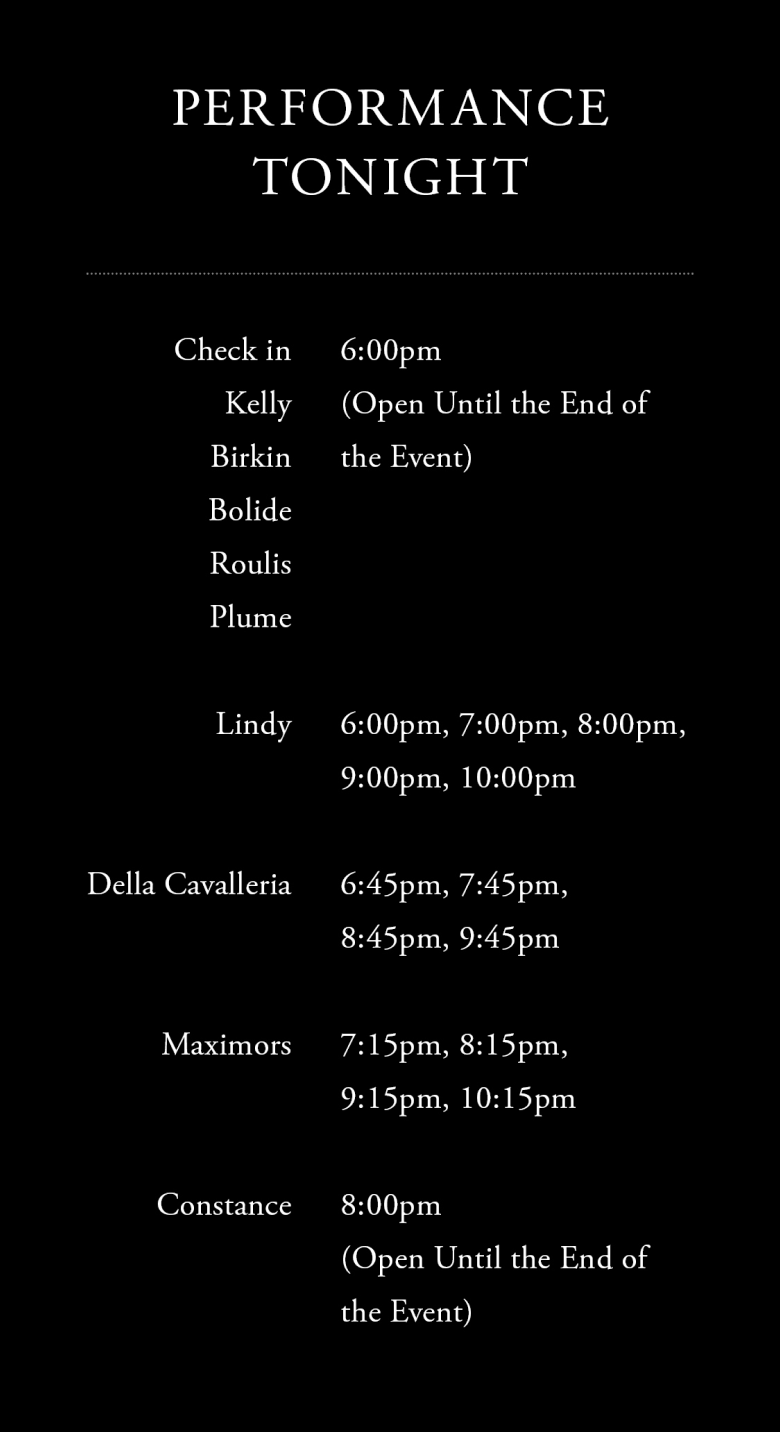 PERFORMANCE
TONIGHT
Check in 6:00pm
Kelly (Open Until the End of
Birkin the Event)
Bolide
Roulis
Plume
Lindy 6:00pm, 7:00pm, 8:00pm,
9:00pm, 10:00pm
Della Cavalleria 6:45pm, 7:45pm,
8:45pm, 9:45pm
Maximors 7:15pm, 8:15pm,
9:15pm, 10:15pm
Constance 8:00pm
(Open Until the End of
the Event)